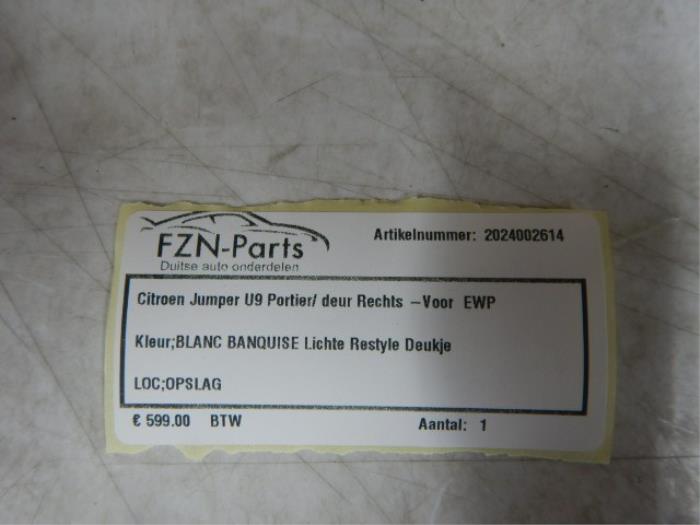 FZN-Parts
Duitse auto onderdelen
Artikelnummer: 2024002614
Citroen Jumper U9 Portier/ deur Rechts -Voor EWP
Kleur;BLANC BANQUISE Lichte Restyle Deukje
LOC;OPSLAG
€ 599.00 BTW
Aantal: 1